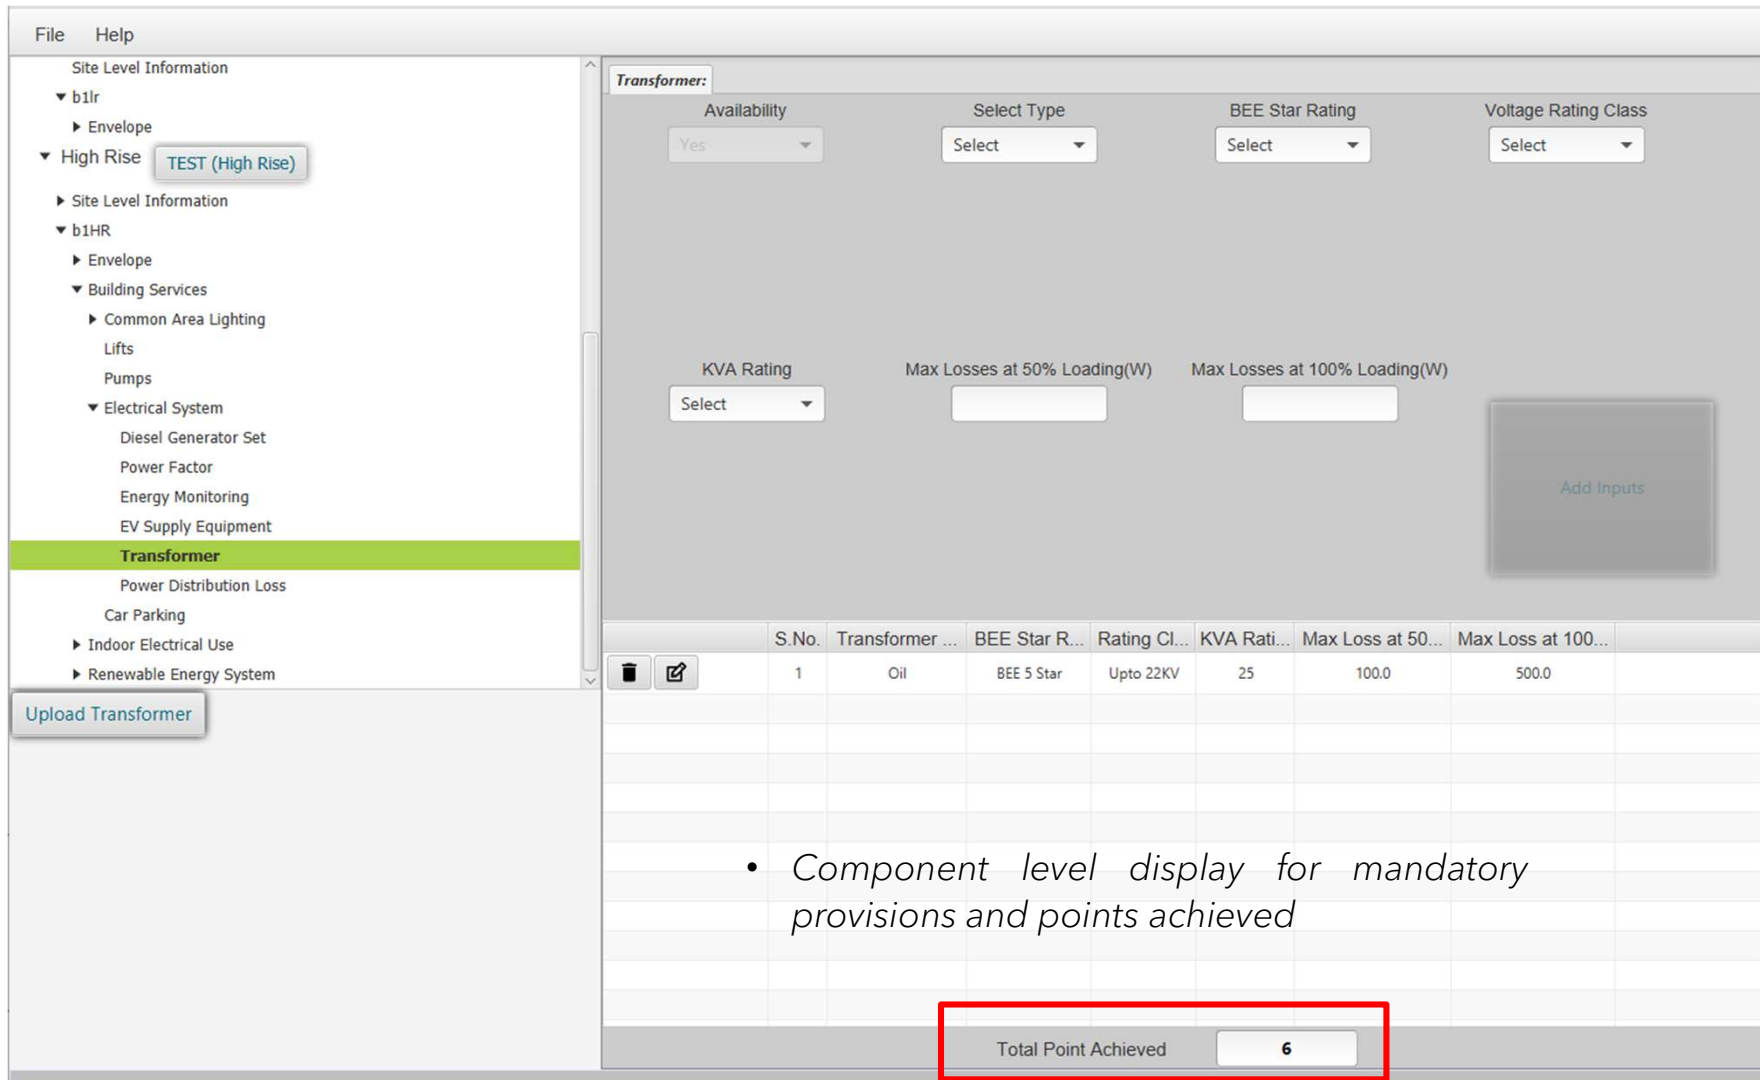 File Help
Site Level Information
b1lr
Envelope
High Rise TEST (High Rise)
Site Level Information
b1HR
Envelope
Building Services
Common Area Lighting
Lifts
Pumps
Electrical System
Diesel Generator Set
Power Factor
Energy Monitoring
EV Supply Equipment
Transformer
Power Distribution Loss
Car Parking
Indoor Electrical Use
Renewable Energy System
Upload Transformer
Transformer:
Availability Select Type BEE Star Rating Voltage Rating Class
Yes Select Select Select
KVA Rating Max Losses at 50% Loading(W) Max Losses at 100% Loading(W)
Select
Add Inputs
S.No. Transformer ... BEE Star R... Rating Cl... KVA Rati... Max Loss at 50... Max Loss at 100...
1 Oil BEE 5 Star Upto 22KV 25 100.0 500.0
• Component level display for mandatory
provisions and points achieved
Total Point Achieved 6